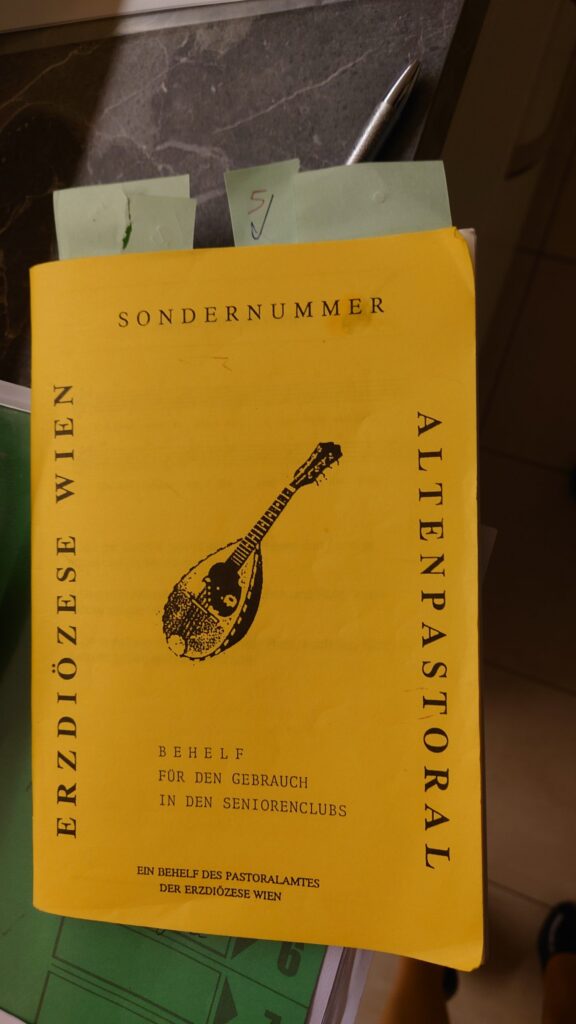 5
SONDERNUMMER
ERZDIÖZESE WIEN
ALTENPASTORAL
BEHELF
FÜR DEN GEBRAUCH
IN DEN SENIORENCLUBS
EIN BEHELF DES PASTORALAMTES
DER ERZDIÖZESE WIEN
6